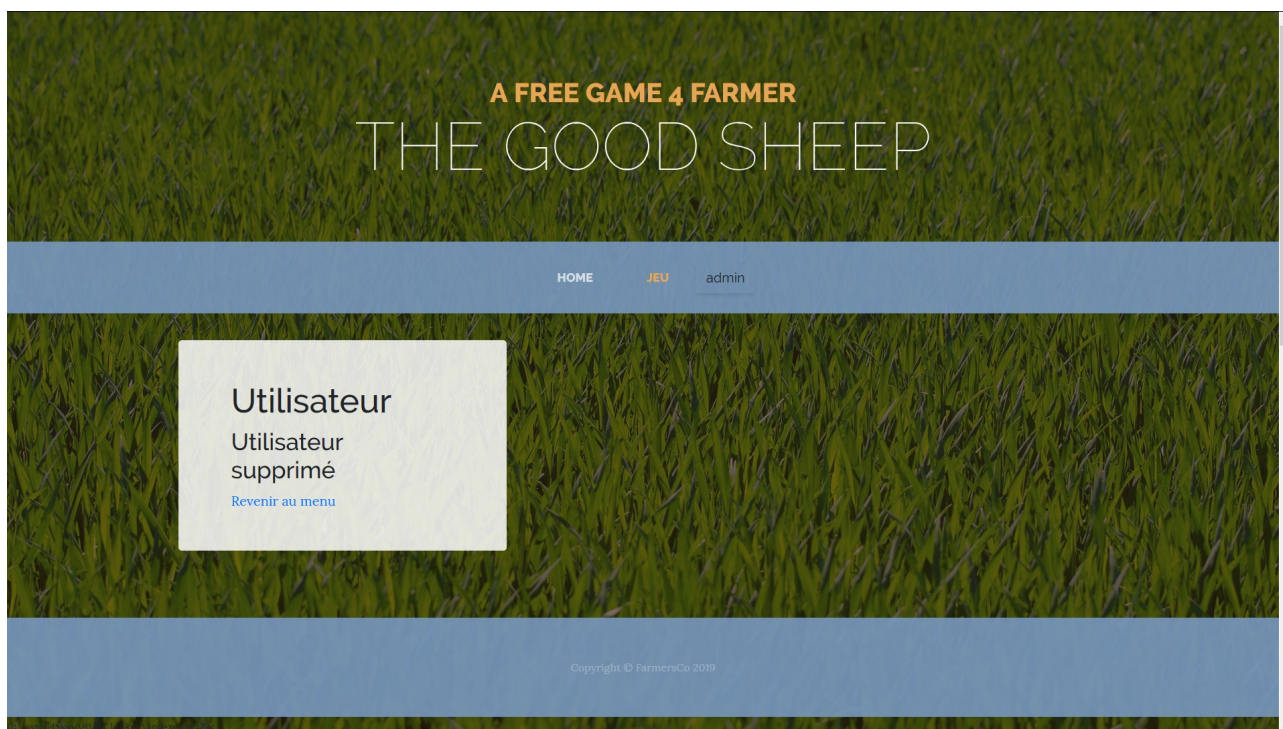 A FREE GAME 4 FARMER
THE GOOD SHEEP
HOME JEU admin
Utilisateur
Utilisateur
supprimé
Revenir au menu
Copyright © FarmersCo 2019